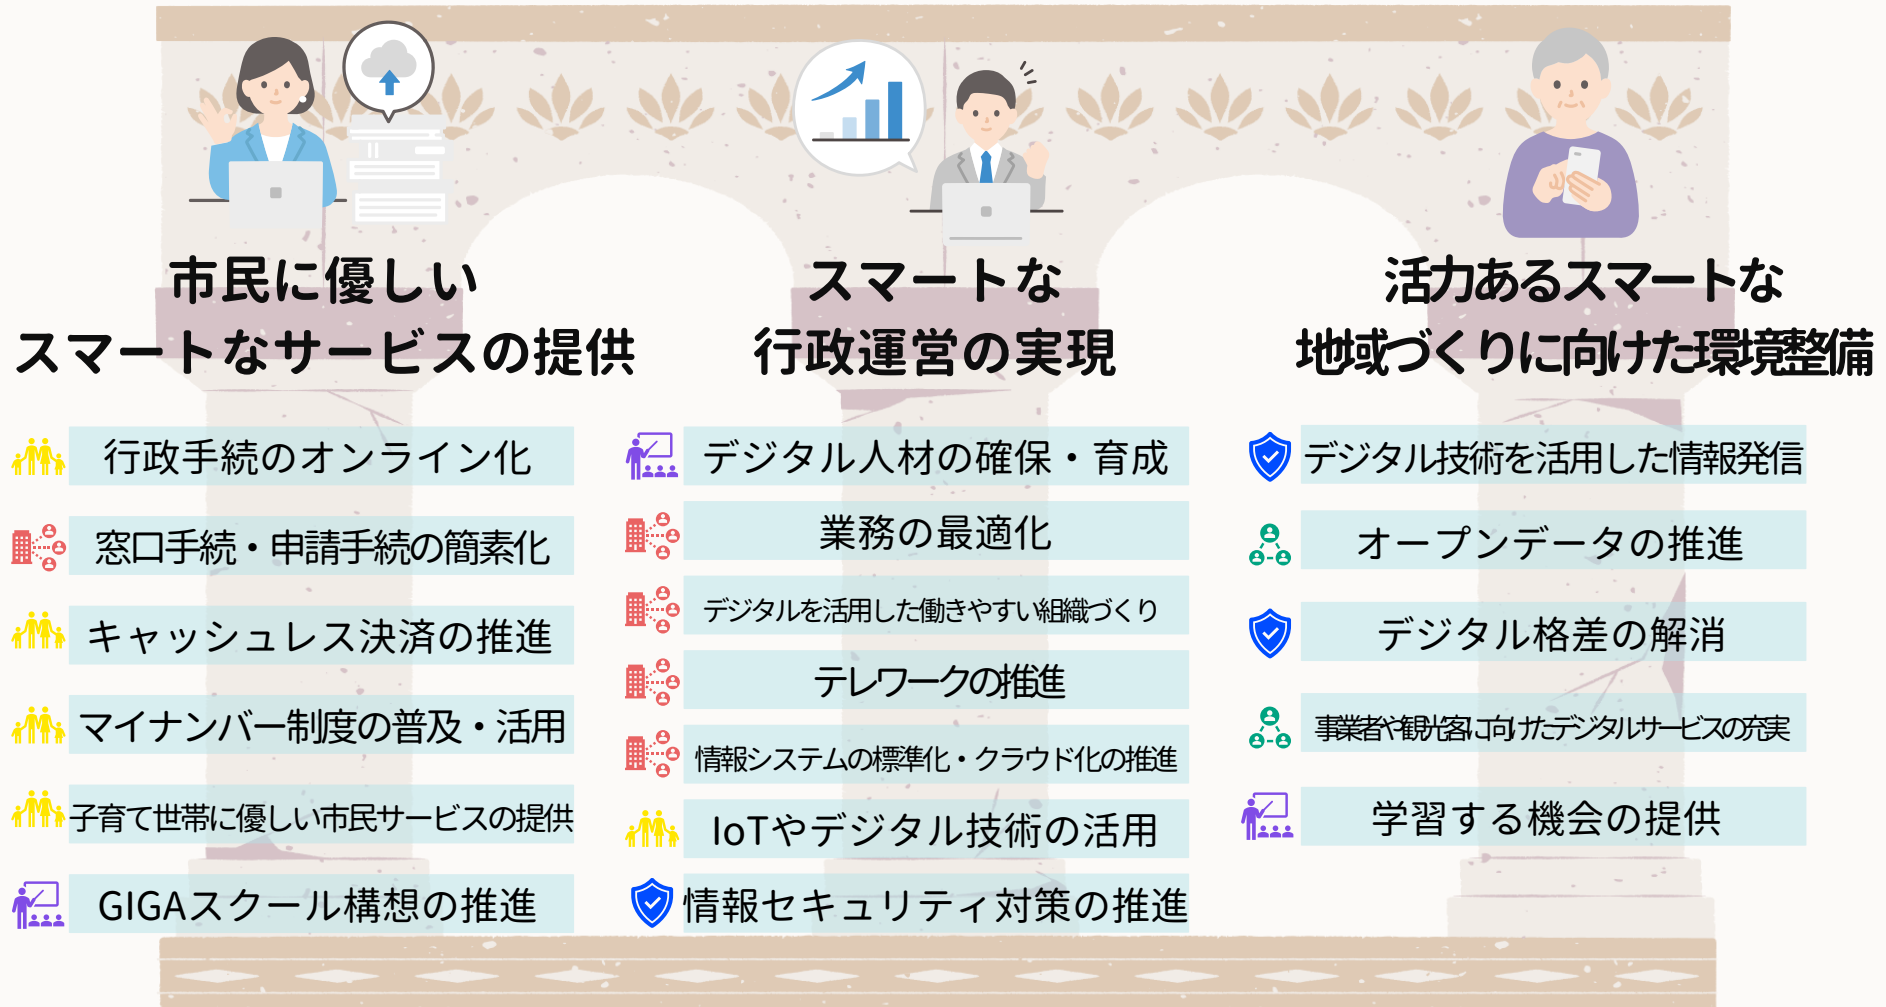 市民に優しい
スマートなサービスの提供
行政手続のオンライン化
窓口手続・申請手続の簡素化
キャッシュレス決済の推進
マイナンバー制度の普及・活用
子育て世帯に優しい市民サービスの提供
GIGAスクール構想の推進
スマートな
行政運営の実現
デジタル人材の確保・育成
業務の最適化
デジタルを活用した働きやすい組織づくり
テレワークの推進
情報システムの標準化・クラウド化の推進
IoTやデジタル技術の活用
情報セキュリティ対策の推進
活力あるスマートな
地域づくりに向けた環境整備
デジタル技術を活用した情報発信
オープンデータの推進
デジタル格差の解消
事業者や観光客に向けたデジタルサービスの充実
学習する機会の提供